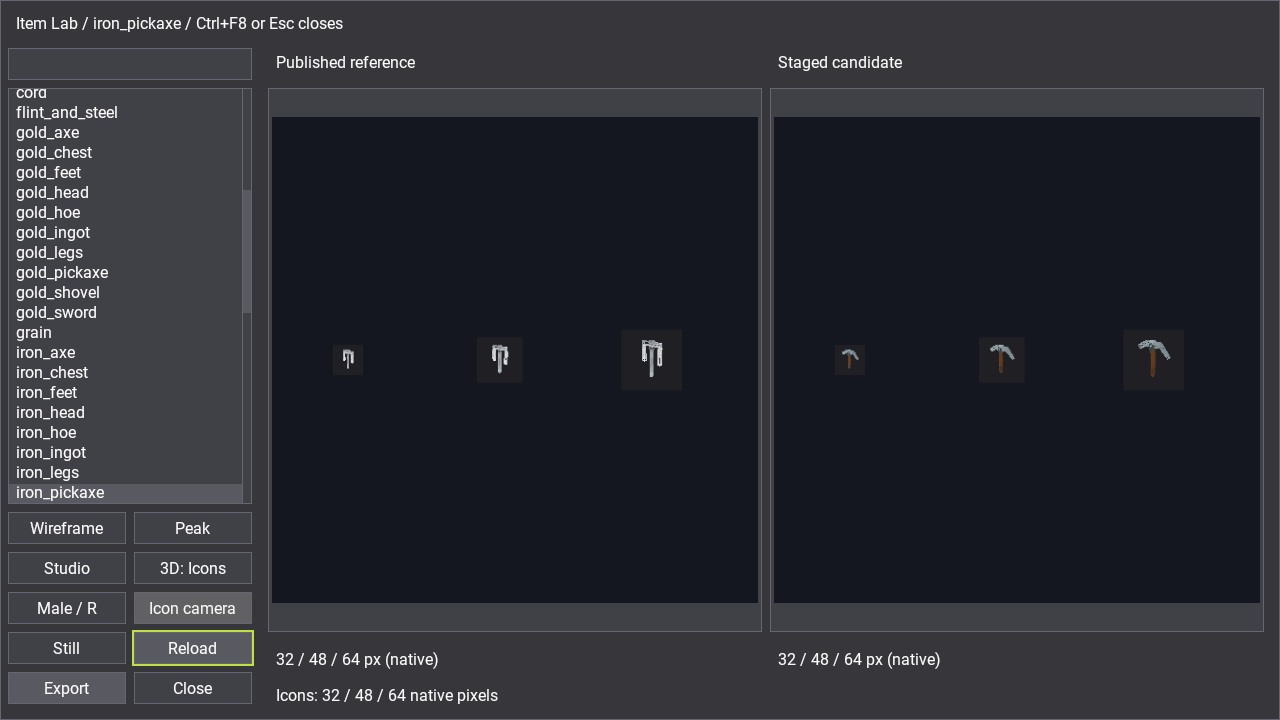 Item Lab / iron_pickaxe / Ctrl+F8 or Esc closes
Published reference
Staged candidate
cord
flint_and_steel
gold_axe
gold_chest
gold_feet
gold_head
gold_hoe
gold_ingot
gold_legs
gold_pickaxe
gold_shovel
gold_sword
grain
iron_axe
iron_chest
iron_feet
iron_head
iron_hoe
iron_ingot
iron_legs
iron_pickaxe
Wireframe
Peak
Studio
3D: Icons
Male / R
Icon camera
Still
Reload
Export
Close
32 / 48 / 64 px (native)
32 / 48 / 64 px (native)
Icons: 32 / 48 / 64 native pixels